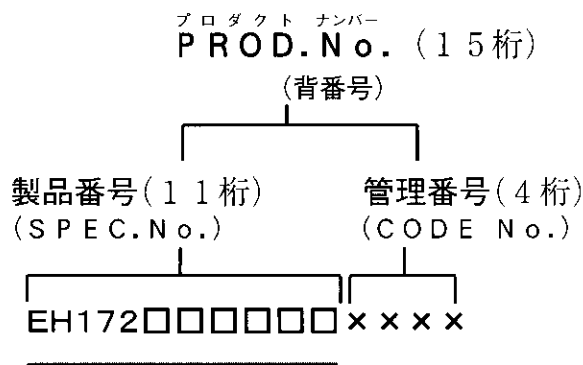 プロダクト ナンバー
PROD.No.(15桁)
(背番号)
製品番号(11桁) 管理番号(4桁)
(SPEC.No.) (CODE No.)
EH172□□□□□□××××